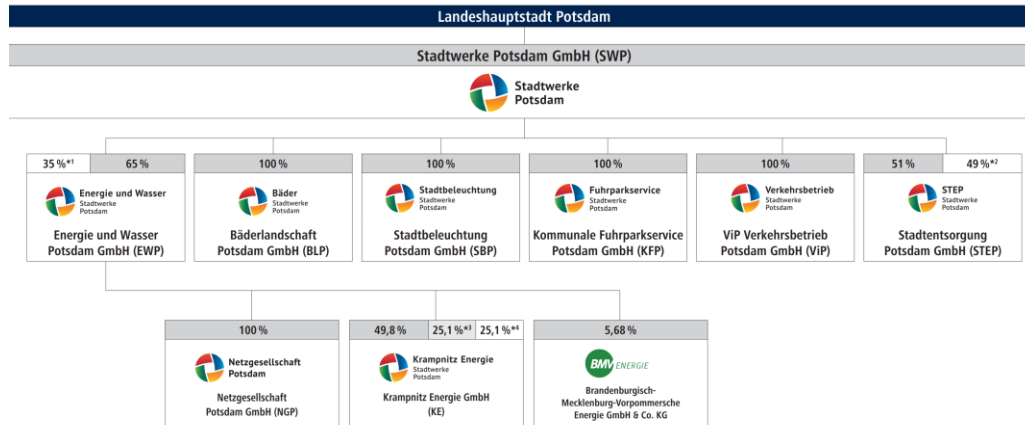 Landeshauptstadt Potsdam
Stadtwerke Potsdam GmbH (SWP)
Stadtwerke
Potsdam
35 %*1 65 %
Energie und Wasser
Stadtwerke
Potsdam
Energie und Wasser
Potsdam GmbH (EWP)
100 %
Bäder
Stadtwerke
Potsdam
Bäderlandschaft
Potsdam GmbH (BLP)
100 %
Stadtbeleuchtung
Stadtwerke
Potsdam
Stadtbeleuchtung
Potsdam GmbH (SBP)
100 %
Fuhrparkservice
Stadtwerke
Potsdam
Kommunale Fuhrparkservice
Potsdam GmbH (KFP)
100 %
Verkehrsbetrieb
Stadtwerke
Potsdam
ViP Verkehrsbetrieb
Potsdam GmbH (ViP)
51 % 49 %*2
STEP
Stadtwerke
Potsdam
Stadtentsorgung
Potsdam GmbH (STEP)
100 %
Netzgesellschaft
Potsdam
Netzgesellschaft
Potsdam GmbH (NGP)
49,8 % 25,1 %*3 25,1 %*4
Krampnitz Energie
Stadtwerke
Potsdam
Krampnitz Energie GmbH
(KE)
5,68 %
BMV ENERGIE
Brandenburgisch-
Mecklenburg-Vorpommersche
Energie GmbH & Co. KG